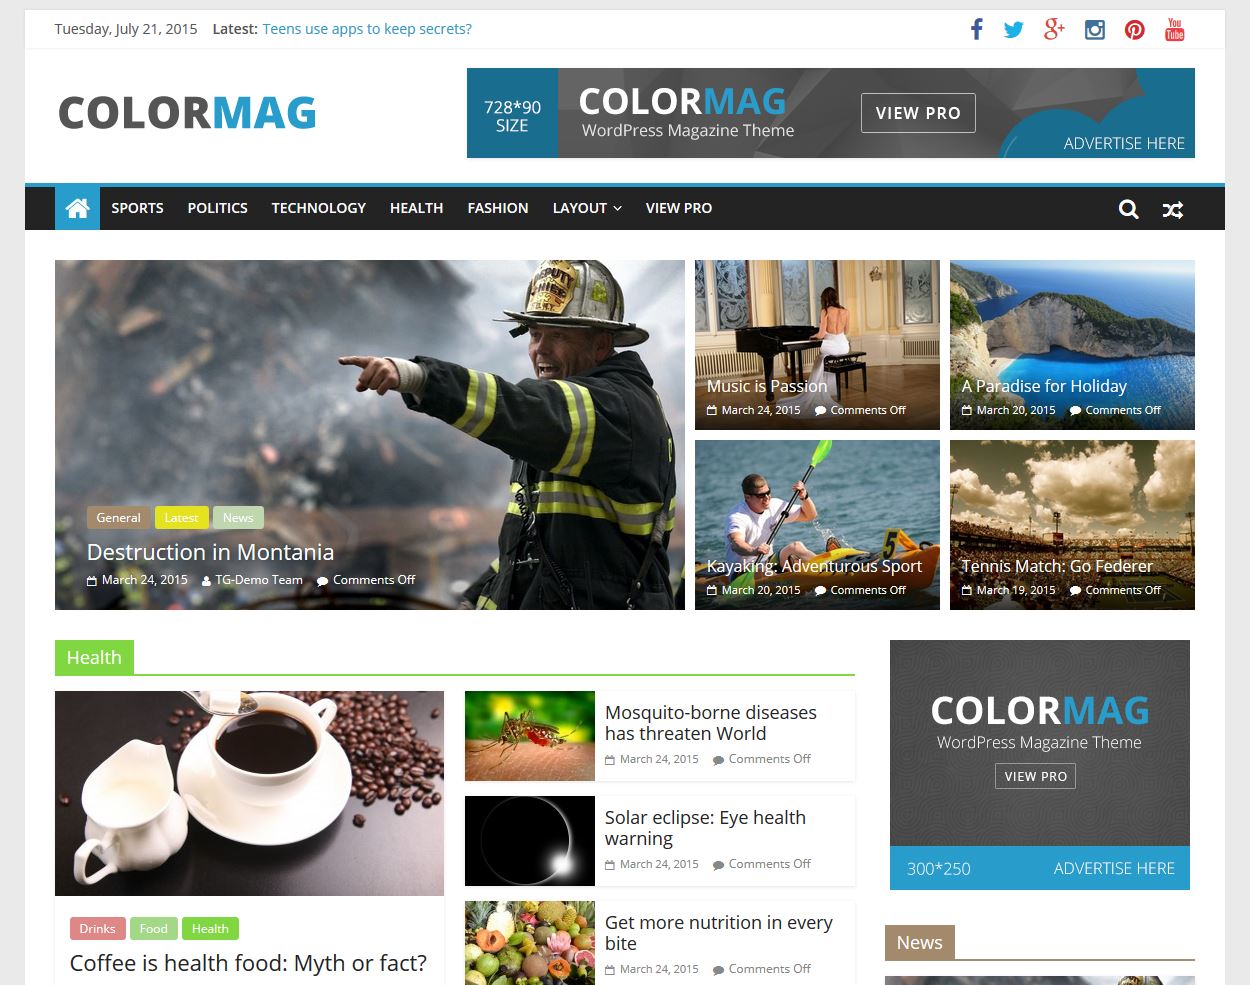 Tuesday, July 21, 2015 Latest: Teens use apps to keep secrets?
g+
You
Tube
COLORMAG
728*90
SIZE
COLORMAG
WordPress Magazine Theme
VIEW PRO
ADVERTISE HERE
SPORTS POLITICS TECHNOLOGY HEALTH FASHION LAYOUT VIEW PRO
DEPUTY
CHIEF
General Latest News
Destruction in Montania
March 24, 2015 TG-Demo Team Comments Off
Music is Passion
March 24, 2015 Comments Off
A Paradise for Holiday
March 20, 2015 Comments Off
5
Kayaking: Adventurous Sport
March 20, 2015 Comments Off
Tennis Match: Go Federer
March 19, 2015 Comments Off
Health
Drinks Food Health
Coffee is health food: Myth or fact?
Mosquito-borne diseases
has threaten World
March 24, 2015 Comments Off
Solar eclipse: Eye health
warning
March 24, 2015 Comments Off
Get more nutrition in every
bite
March 24, 2015 Comments Off
COLORMAG
WordPress Magazine Theme
VIEW PRO
300*250 ADVERTISE HERE
News